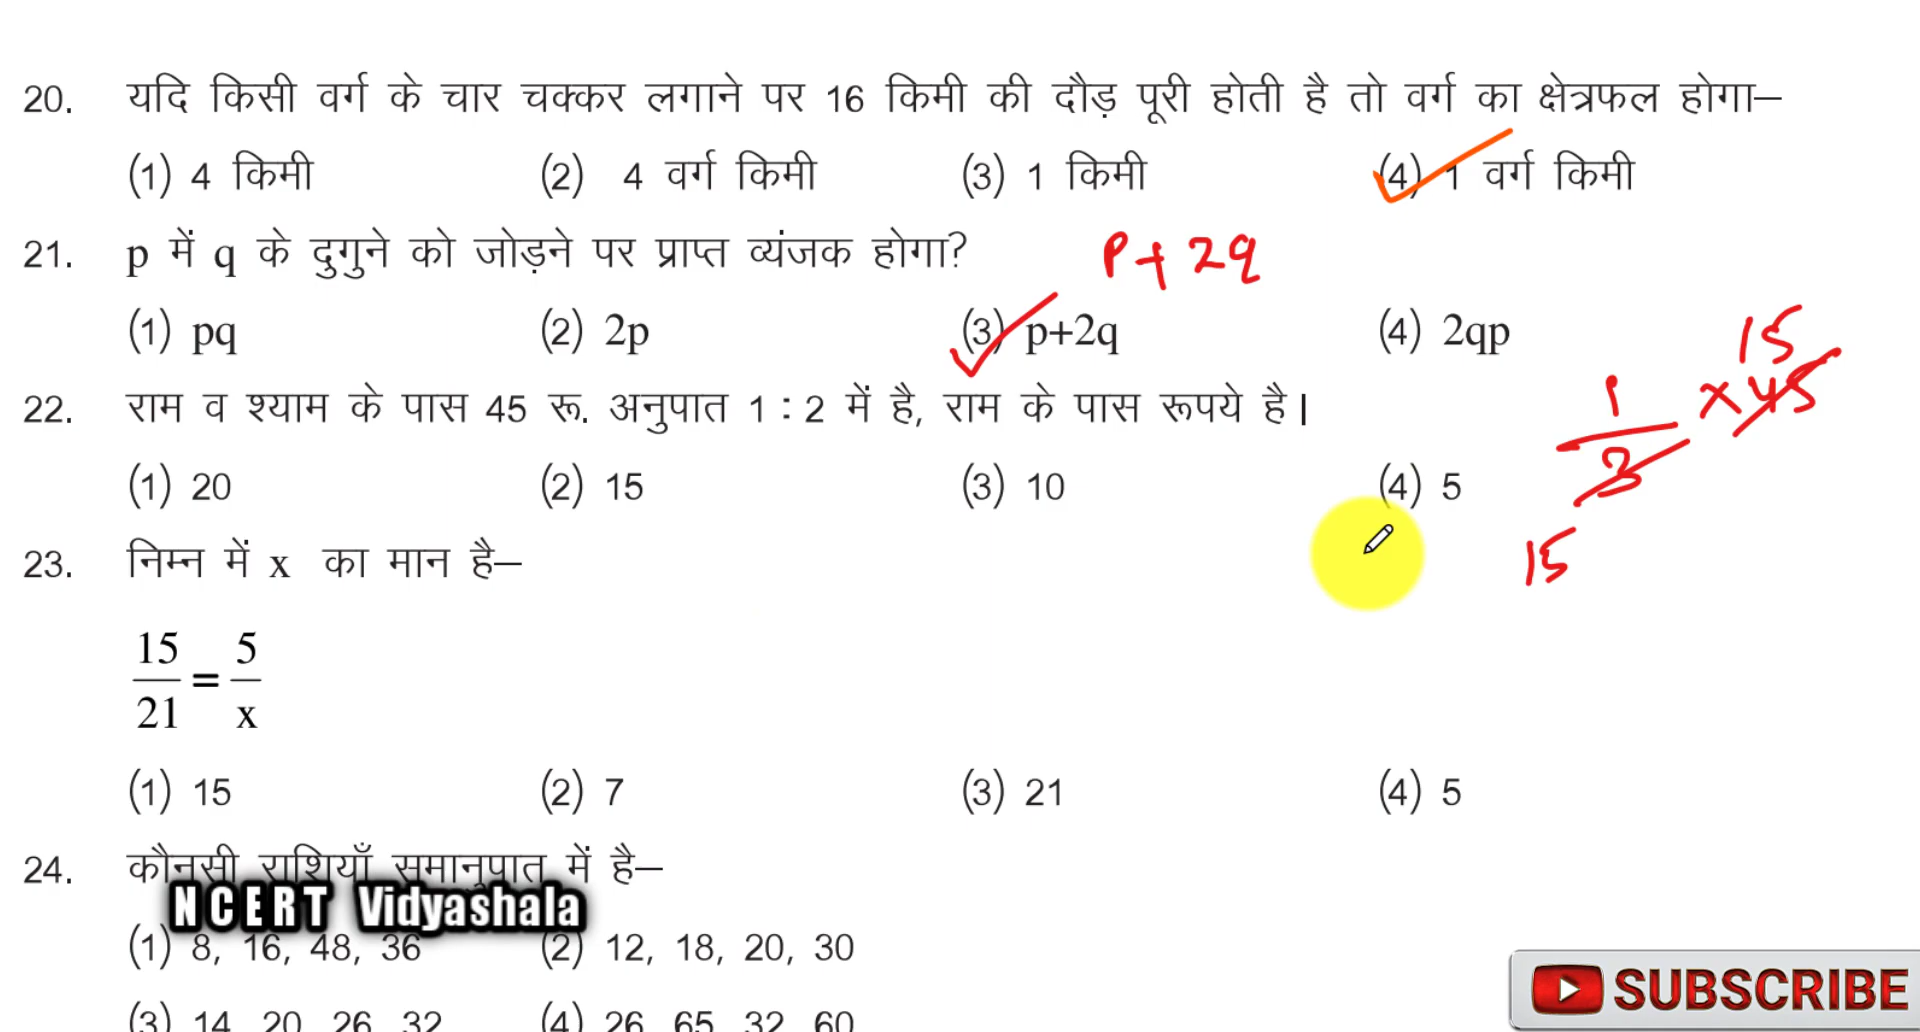 20. यदि किसी वर्ग के चार चक्कर लगाने पर 16 किमी की दौड़ पूरी होती है तो वर्ग का क्षेत्रफल होगा–
(1) 4 किमी (2) 4 वर्ग किमी (3) 1 किमी (4) 1 वर्ग किमी
21. p में q के दुगुने को जोड़ने पर प्राप्त व्यंजक होगा? P+2q
(1) pq (2) 2p (3) p+2q (4) 2qp
22. राम व श्याम के पास 45 रू. अनुपात 1 : 2 में है, राम के पास रूपये है।
15
1/3 ×45
(1) 20 (2) 15 (3) 10 (4) 5
15
23. निम्न में x का मान है–
15/21 = 5/x
(1) 15 (2) 7 (3) 21 (4) 5
24. कौनसी राशियाँ समानुपात में है–
NCERT Vidyashala
(1) 8, 16, 48, 36 (2) 12, 18, 20, 30
(3) 14, 20, 26, 32 (4) 26, 65, 32, 60
SUBSCRIBE